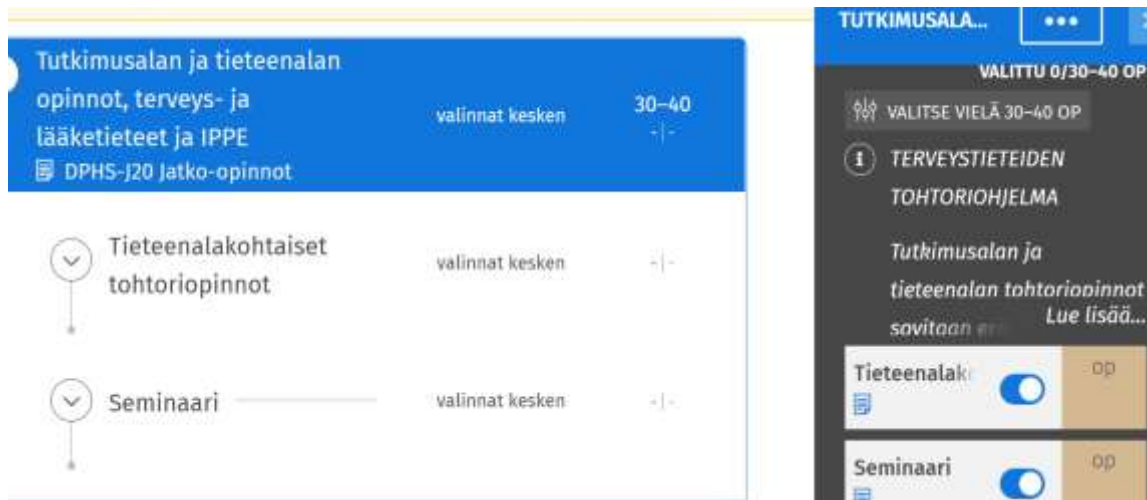 Tutkimusalan ja tieteenalan
opinnot, terveys- ja
lääketieteet ja IPPE
DPHS-J20 Jatko-opinnot
valinnat kesken
30–40
-|-
Tieteenalakohtaiset
tohtoriopinnot
valinnat kesken
-|-
Seminaari
valinnat kesken
-|-
TUTKIMUSALA...
VALITTU 0/30–40 OP
VALITSE VIELÄ 30–40 OP
TERVEYSTIETEIDEN
TOHTORIOHJELMA
Tutkimusalan ja
tieteenalan tohtoriopinnot
sovitaan
Lue lisää...
Tieteenalak
op
Seminaari
op